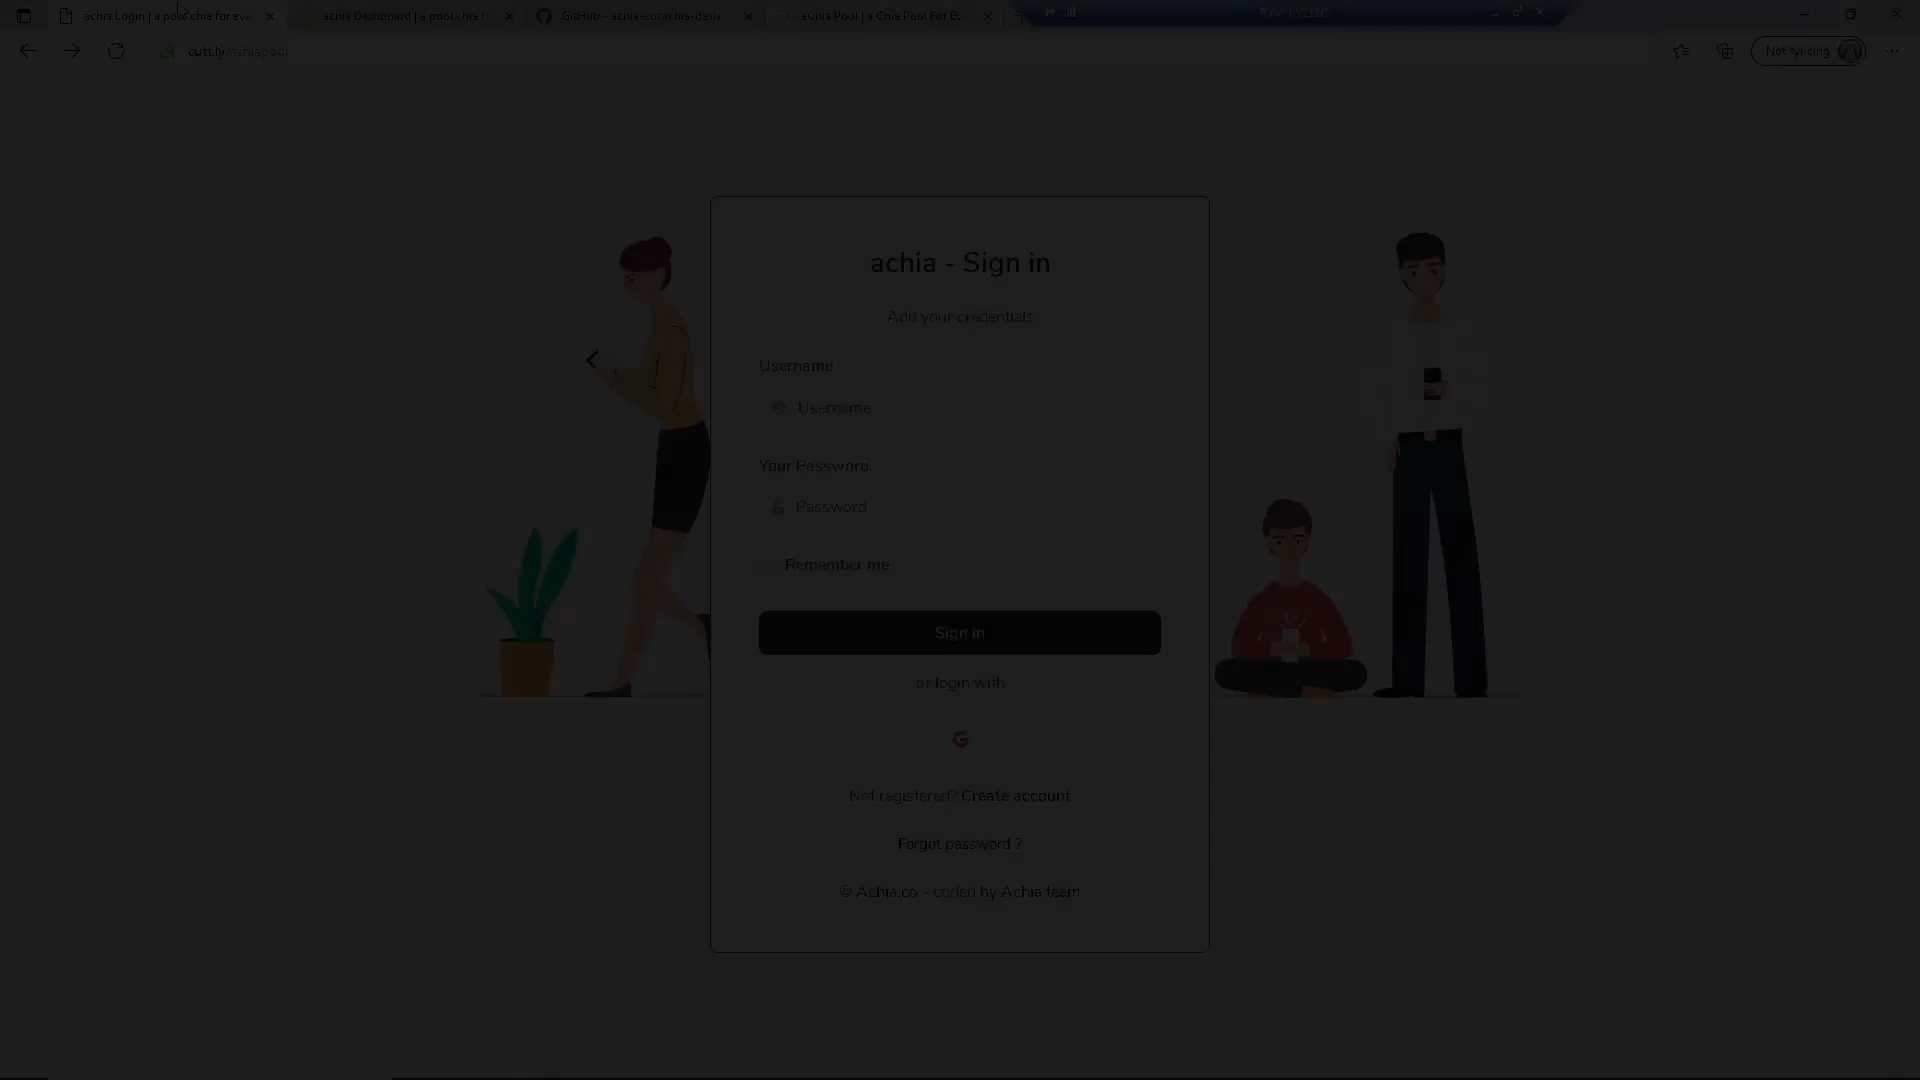 achia Login | a pool chia for eve
achia Dashboard | a pool chia
GitHub - achia-co/achia-dash
aChia Pool | a Chia Pool For Ev
cutt.ly/achiapool
Not syncing
achia - Sign in
Add your credentials
Username
Username
Your Password
Password
Remember me
Sign in
or login with
Not registered? Create account
Forgot password ?
© Achia.co - coded by Achia team